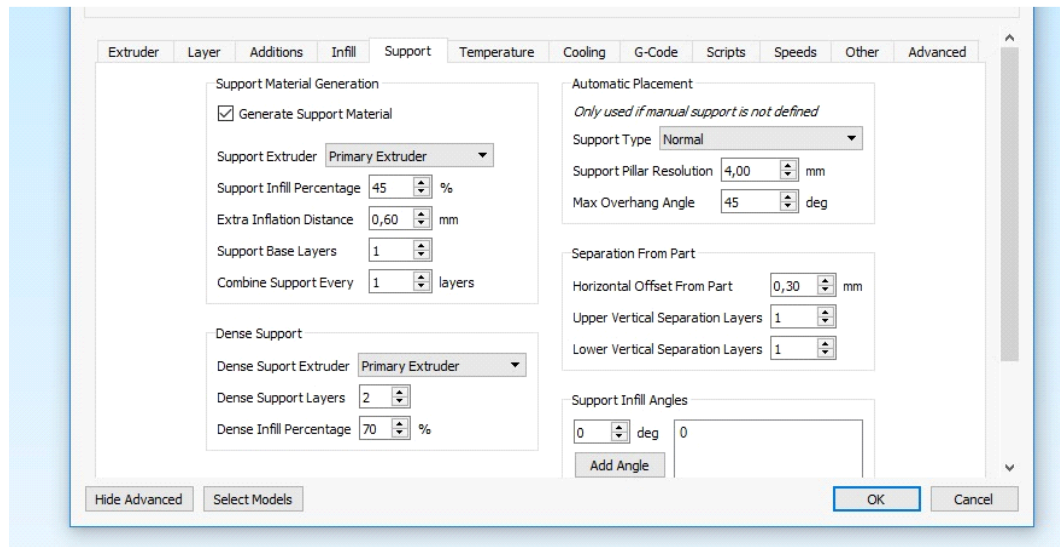 Extruder Layer Additions Infill Support Temperature Cooling G-Code Scripts Speeds Other Advanced
Support Material Generation
Generate Support Material
Support Extruder Primary Extruder
Support Infill Percentage 45 %
Extra Inflation Distance 0,60 mm
Support Base Layers 1
Combine Support Every 1 layers
Dense Support
Dense Suport Extruder Primary Extruder
Dense Support Layers 2
Dense Infill Percentage 70 %
Automatic Placement
Only used if manual support is not defined
Support Type Normal
Support Pillar Resolution 4,00 mm
Max Overhang Angle 45 deg
Separation From Part
Horizontal Offset From Part 0,30 mm
Upper Vertical Separation Layers 1
Lower Vertical Separation Layers 1
Support Infill Angles
0 deg 0
Add Angle
Hide Advanced Select Models OK Cancel